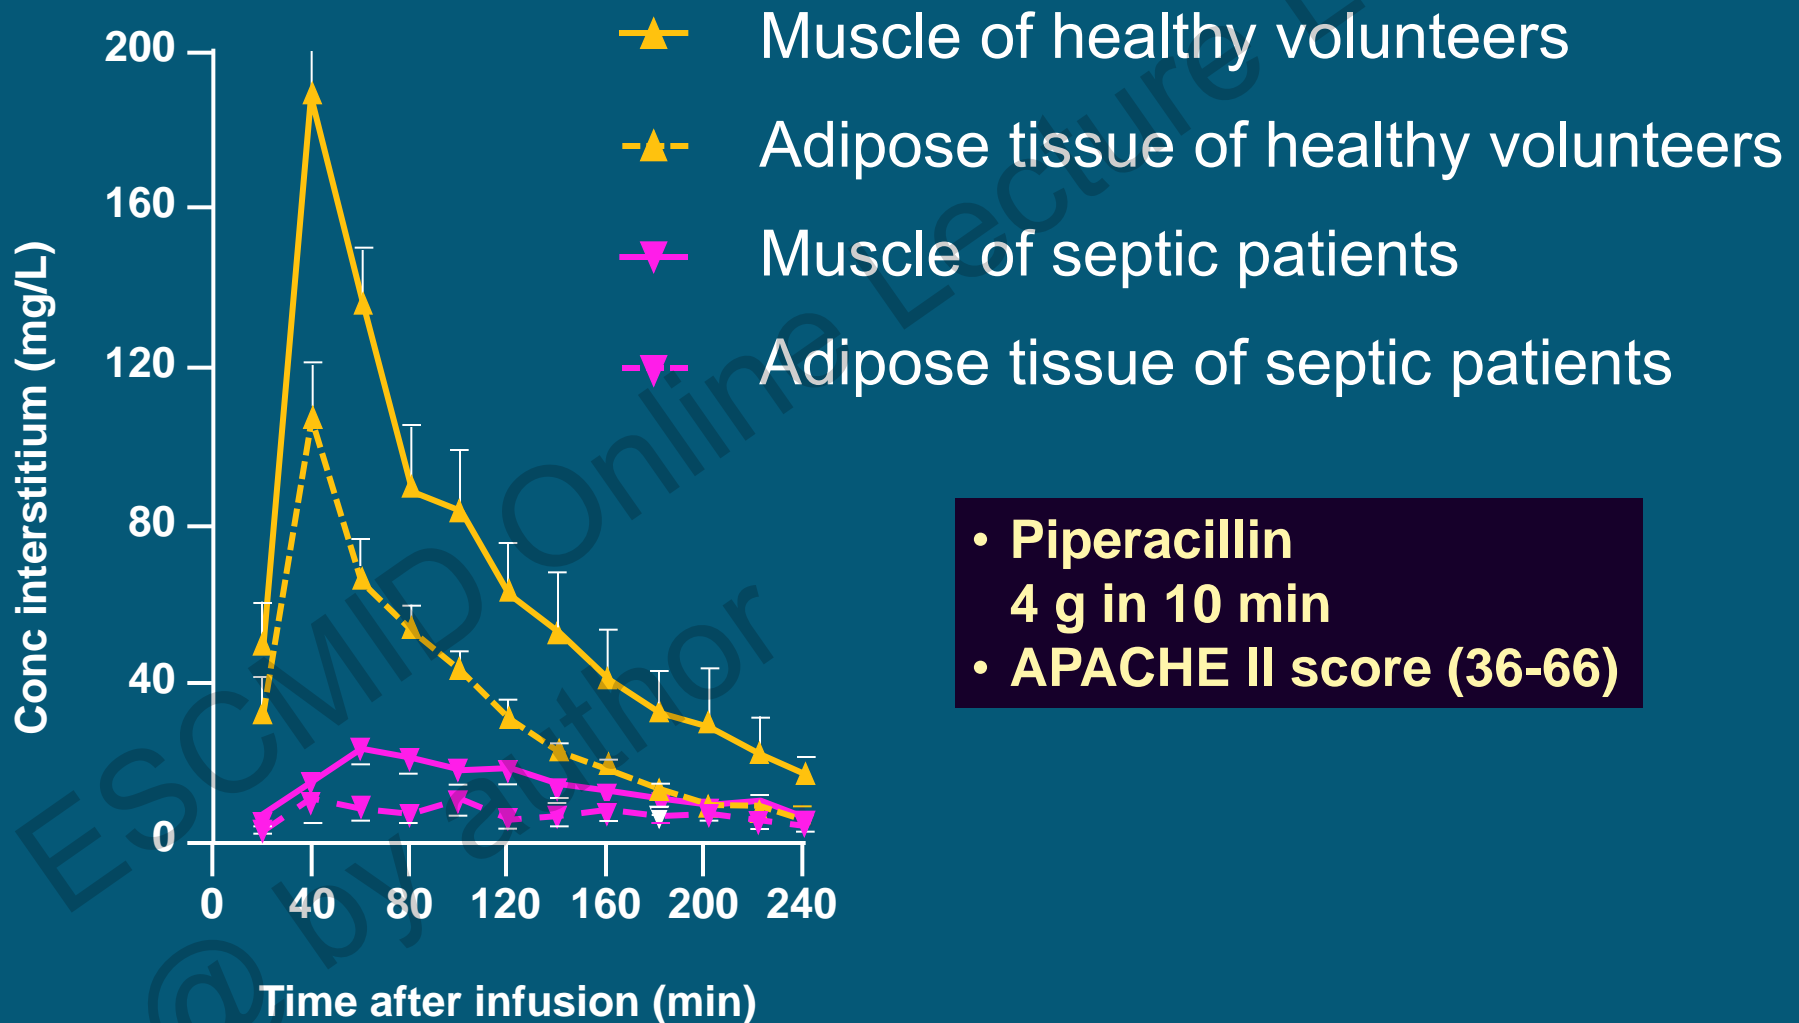 200
160
120
80
40
0
0 40 80 120 160 200 240
Conc interstitium (mg/L)
Time after infusion (min)
Muscle of healthy volunteers
Adipose tissue of healthy volunteers
Muscle of septic patients
Adipose tissue of septic patients
• Piperacillin
4 g in 10 min
• APACHE II score (36-66)
ESCMID Online Lecture L
@ by author